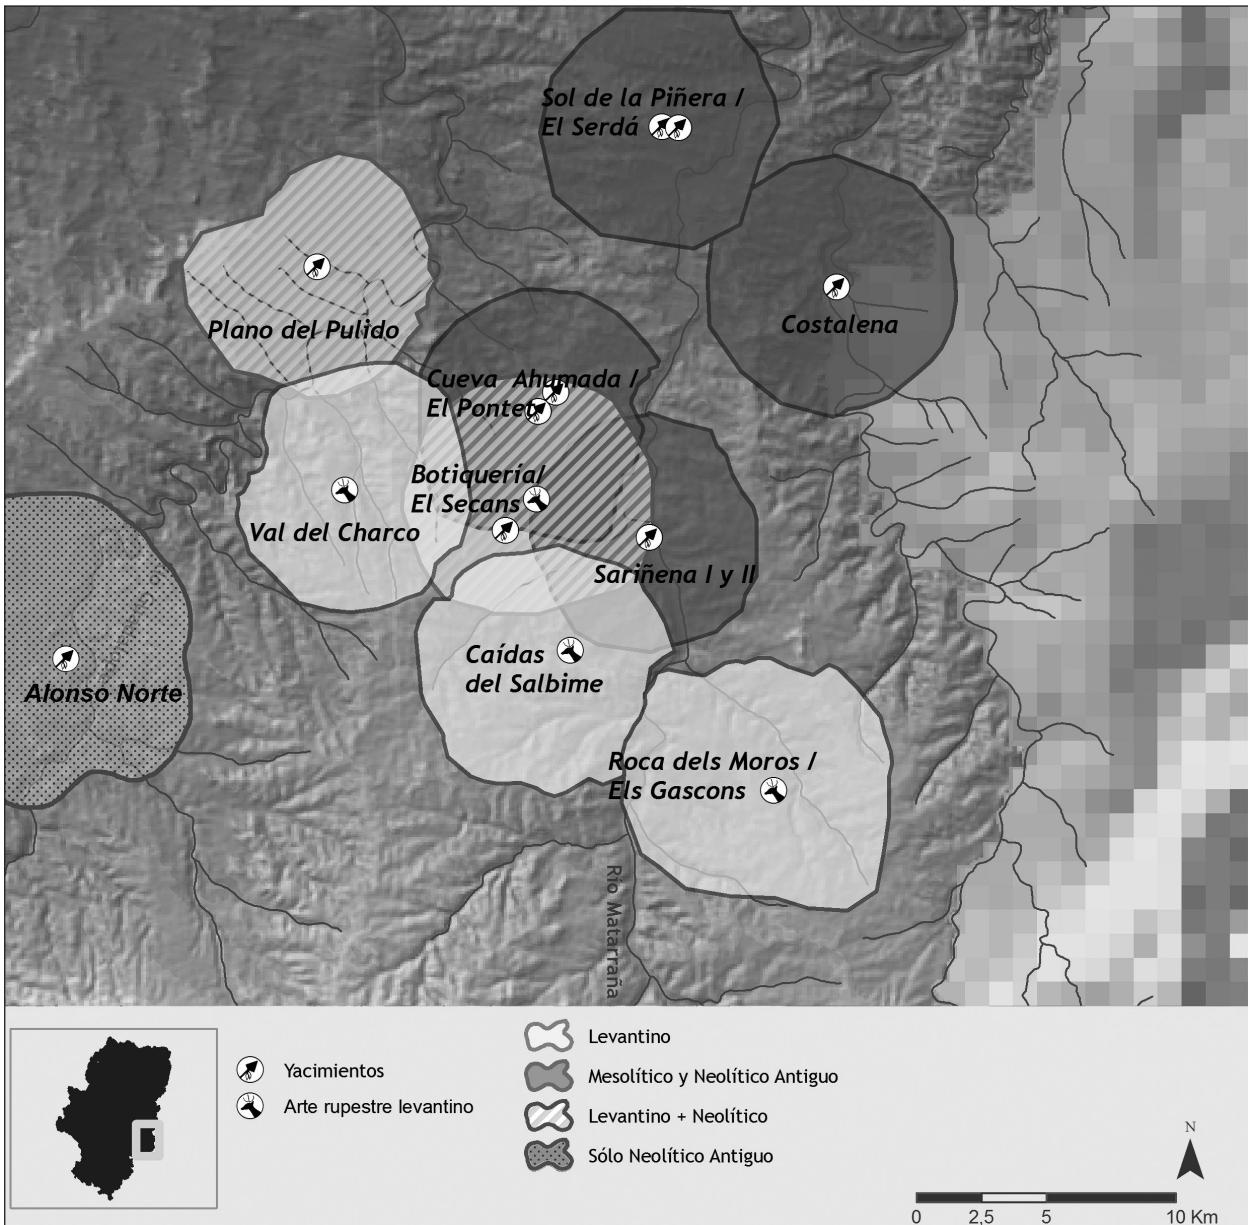 Sol de la Piñera /
El Serdá
Costalena
Plano del Pulido
Cueva Ahumada /
El Pontet
Botiquería/
El Secans
Val del Charco
Sariñena I y II
Caídas
del Salbime
Alonso Norte
Roca dels Moros /
Els Gascons
Río Matarraña
Yacimientos
Arte rupestre levantino
Levantino
Mesolítico y Neolítico Antiguo
Levantino + Neolítico
Sólo Neolítico Antiguo
N
0 2,5 5 10 Km